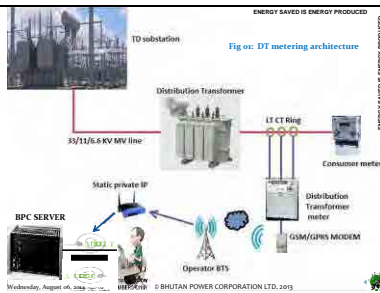 ENERGY SAVED IS ENERGY PRODUCED
TD substation
Fig 01: DT metering architecture
Distribution Transformer
LT CT Ring
33/11/6.6 KV MV line
Consumer meter
Static private IP
Distribution
Transformer
meter
BPC SERVER
GSM/GPRS MODEM
Operator BTS
Wednesday, August 06,
© BHUTAN POWER CORPORATION LTD. 2013